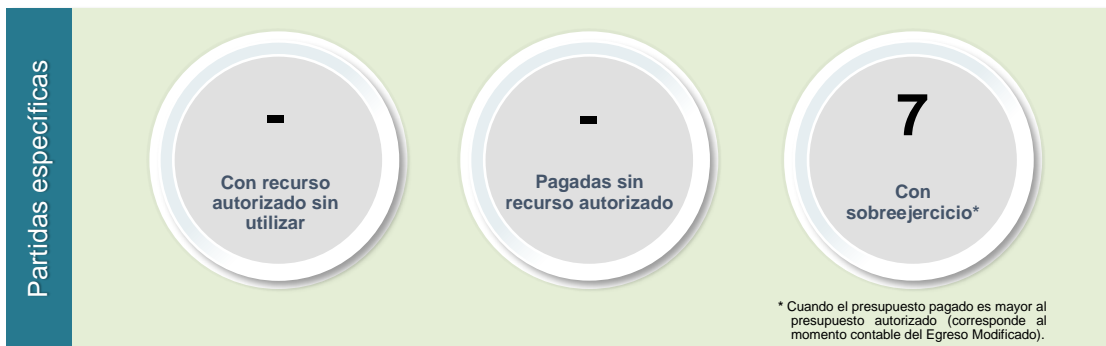 Partidas específicas
-
Con recurso
autorizado sin
utilizar
-
Pagadas sin
recurso autorizado
7
Con
sobreejercicio*
* Cuando el presupuesto pagado es mayor al
presupuesto autorizado (corresponde al
momento contable del Egreso Modificado).